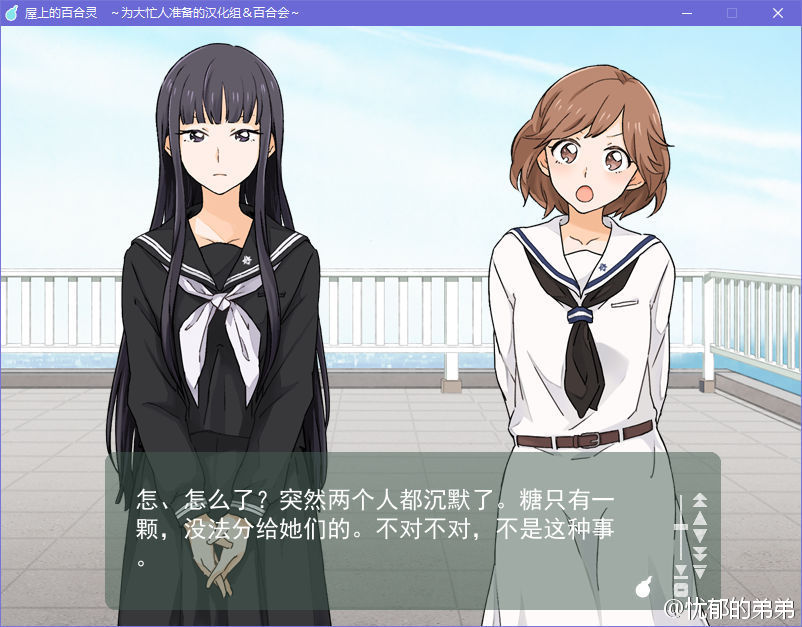 屋上的百合灵　～为大忙人准备的汉化组＆百合会～
怎、怎么了？突然两个人都沉默了。糖只有一
颗，没法分给她们的。不对不对，不是这种事
。
@忧郁的弟弟